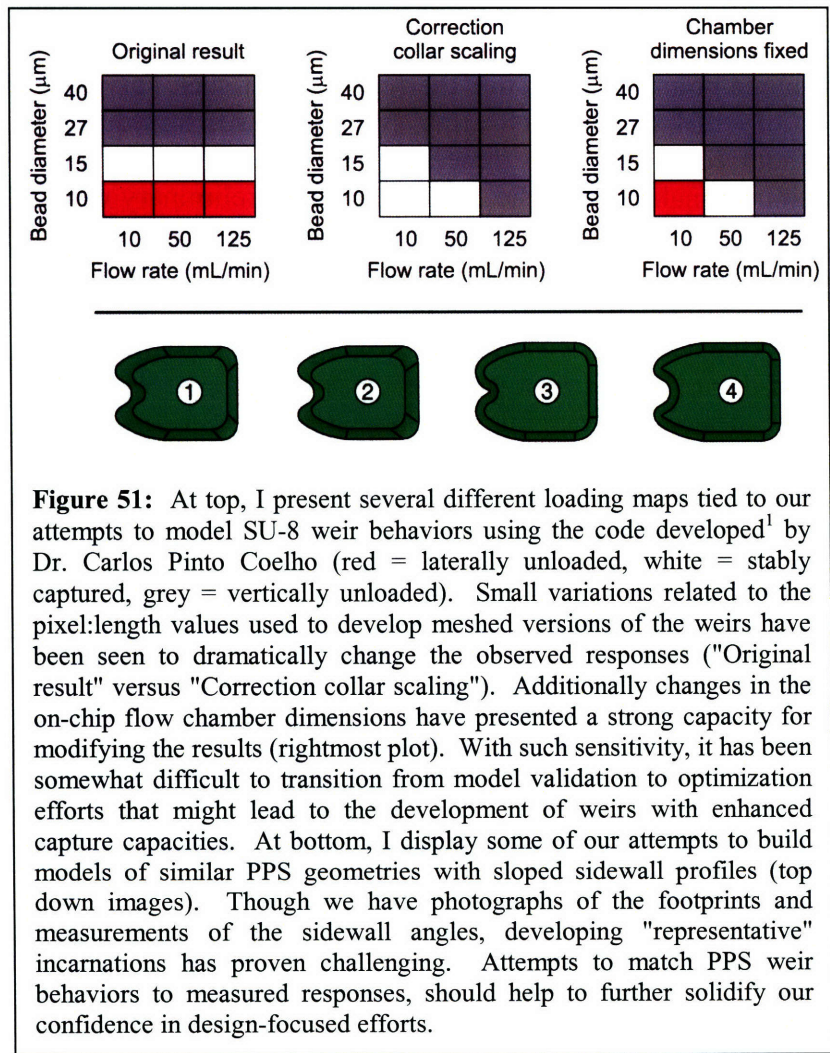 Original result
Correction
collar scaling
Chamber
dimensions fixed
Bead diameter (μm)
40
27
15
10
10 50 125
Flow rate (mL/min)
Bead diameter (μm)
40
27
15
10
10 50 125
Flow rate (mL/min)
Bead diameter (μm)
40
27
15
10
10 50 125
Flow rate (mL/min)
1 2 3 4
Figure 51: At top, I present several different loading maps tied to our
attempts to model SU-8 weir behaviors using the code developed¹ by
Dr. Carlos Pinto Coelho (red = laterally unloaded, white = stably
captured, grey = vertically unloaded). Small variations related to the
pixel:length values used to develop meshed versions of the weirs have
been seen to dramatically change the observed responses ("Original
result" versus "Correction collar scaling"). Additionally changes in the
on-chip flow chamber dimensions have presented a strong capacity for
modifying the results (rightmost plot). With such sensitivity, it has been
somewhat difficult to transition from model validation to optimization
efforts that might lead to the development of weirs with enhanced
capture capacities. At bottom, I display some of our attempts to build
models of similar PPS geometries with sloped sidewall profiles (top
down images). Though we have photographs of the footprints and
measurements of the sidewall angles, developing "representative"
incarnations has proven challenging. Attempts to match PPS weir
behaviors to measured responses, should help to further solidify our
confidence in design-focused efforts.